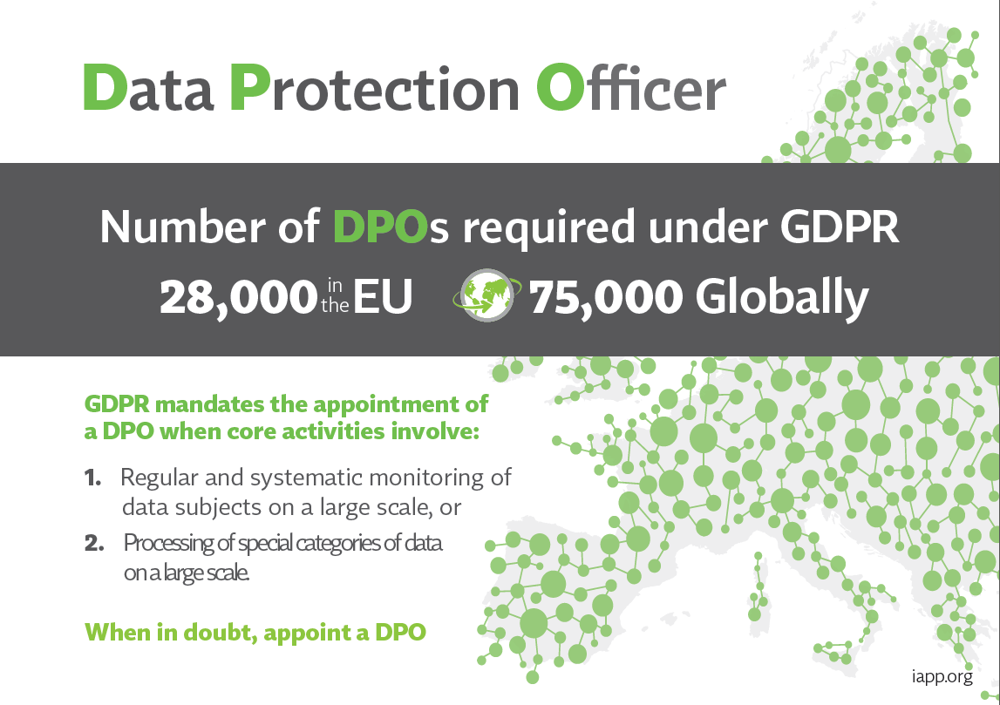 Data Protection Officer
Number of DPOs required under GDPR
28,000 in the EU 75,000 Globally
GDPR mandates the appointment of
a DPO when core activities involve:
1. Regular and systematic monitoring of
data subjects on a large scale, or
2. Processing of special categories of data
on a large scale.
When in doubt, appoint a DPO
iapp.org